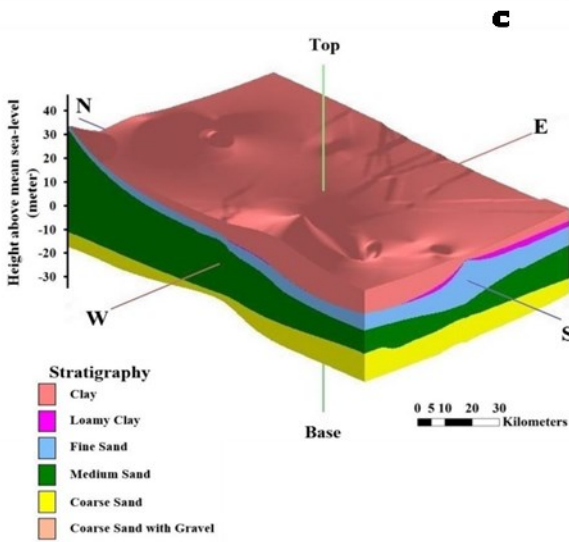 c
Top
N
E
40
30
20
10
0
-10
-20
-30
Height above mean sea-level
(meter)
W
S
Base
Stratigraphy
Clay
Loamy Clay
Fine Sand
Medium Sand
Coarse Sand
Coarse Sand with Gravel
0 5 10 20 30
Kilometers